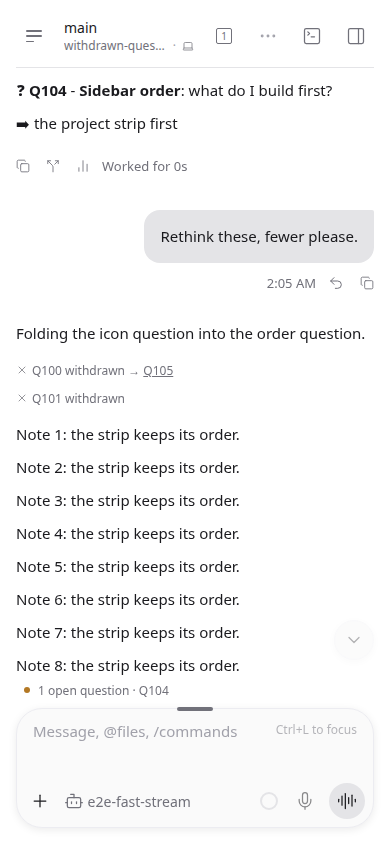 main
withdrawn-ques... ·
1
? Q104 - Sidebar order: what do I build first?
➡ the project strip first
Worked for 0s
Rethink these, fewer please.
2:05 AM
Folding the icon question into the order question.
× Q100 withdrawn → Q105
× Q101 withdrawn
Note 1: the strip keeps its order.
Note 2: the strip keeps its order.
Note 3: the strip keeps its order.
Note 4: the strip keeps its order.
Note 5: the strip keeps its order.
Note 6: the strip keeps its order.
Note 7: the strip keeps its order.
Note 8: the strip keeps its order.
1 open question · Q104
Message, @files, /commands
Ctrl+L to focus
e2e-fast-stream